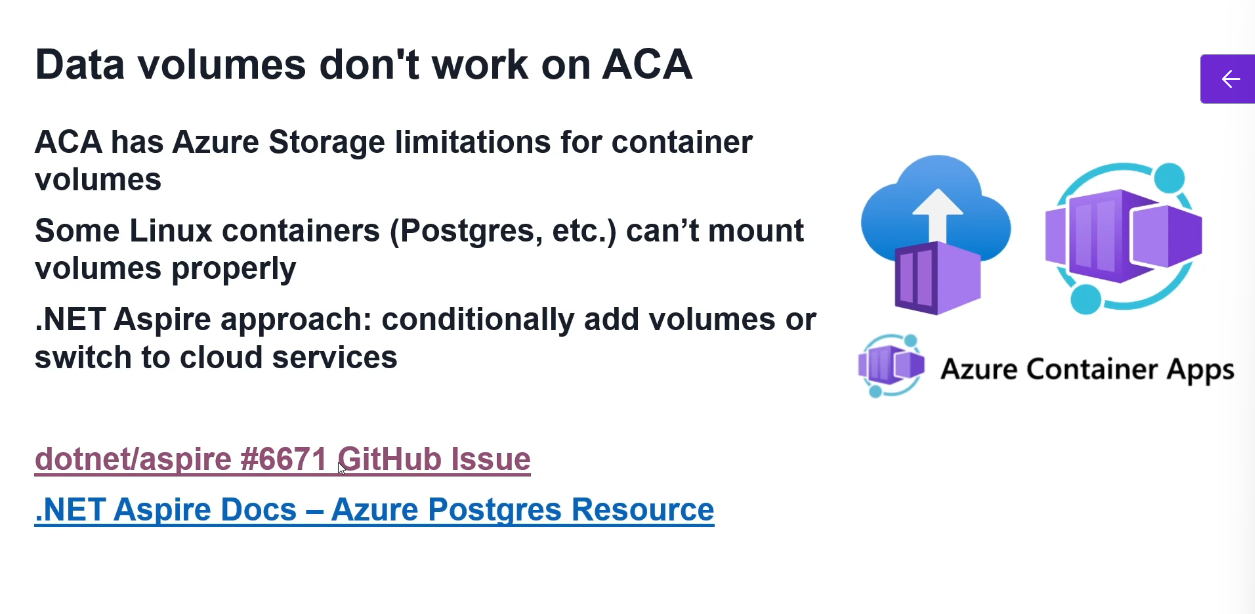 Data volumes don't work on ACA
ACA has Azure Storage limitations for container
volumes
Some Linux containers (Postgres, etc.) can’t mount
volumes properly
.NET Aspire approach: conditionally add volumes or
switch to cloud services
Azure Container Apps
dotnet/aspire #6671 GitHub Issue
.NET Aspire Docs – Azure Postgres Resource